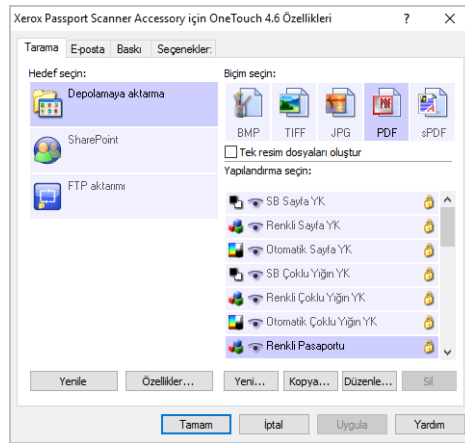 Xerox Passport Scanner Accessory için OneTouch 4.6 Özellikleri ? X
Tarama E-posta Baskı Seçenekler:
Hedef seçin:
Depolamaya aktarma
SharePoint
FTP aktarımı
Biçim seçin:
BMP TIFF JPG PDF sPDF
Tek resim dosyaları oluştur
Yapılandırma seçin:
SB Sayfa YK
Renkli Sayfa YK
Otomatik Sayfa YK
SB Çoklu Yığın YK
Renkli Çoklu Yığın YK
Otomatik Çoklu Yığın YK
Renkli Pasaportu
Yenile Özellikler... Yeni... Kopya... Düzenle... Sil
Tamam İptal Uygula Yardım